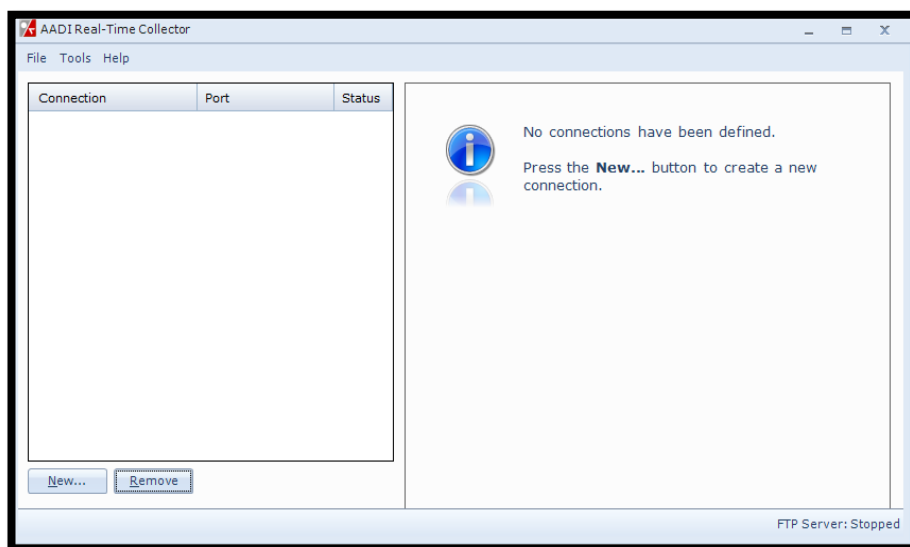 AADI Real-Time Collector
File Tools Help
Connection Port Status
No connections have been defined.
Press the New... button to create a new
connection.
New... Remove
FTP Server: Stopped